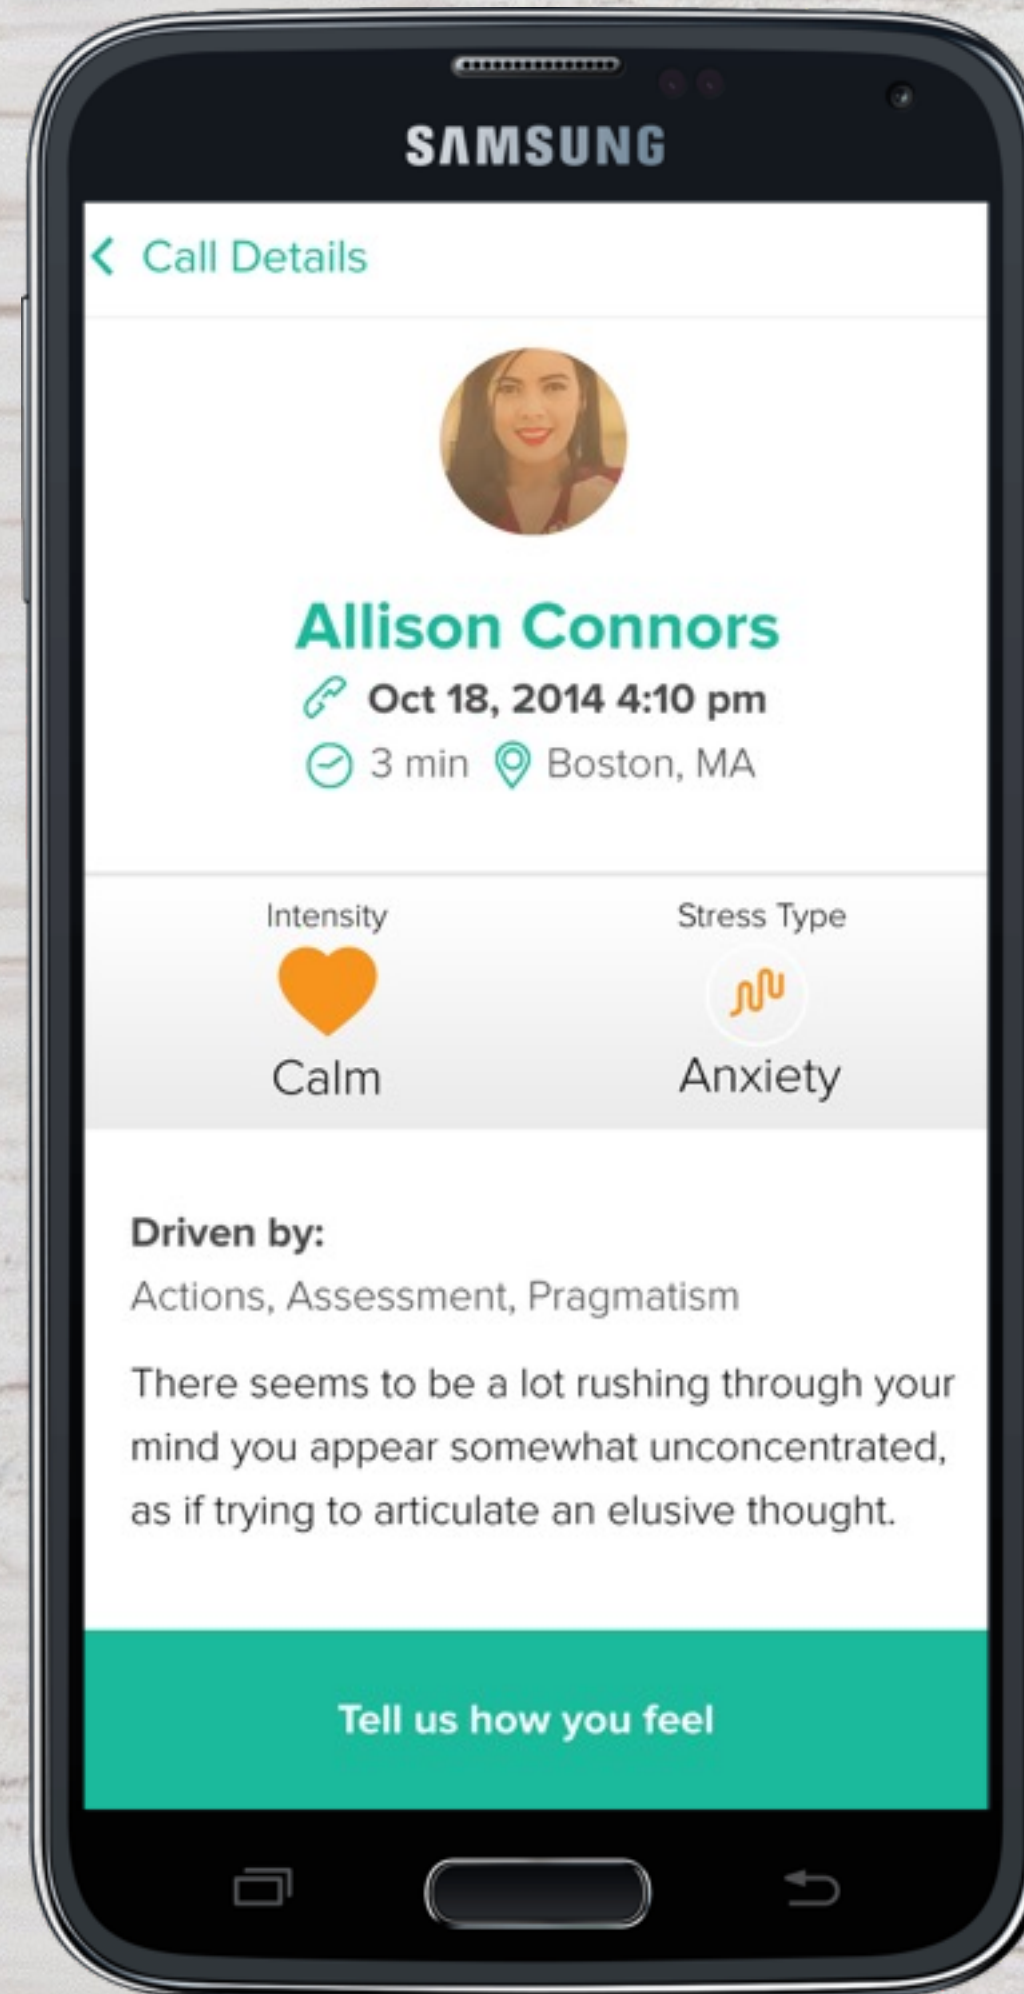 SAMSUNG
Call Details
Allison Connors
Oct 18, 2014 4:10 pm
3 min Boston, MA
Intensity Stress Type
Calm Anxiety
Driven by:
Actions, Assessment, Pragmatism
There seems to be a lot rushing through your
mind you appear somewhat unconcentrated,
as if trying to articulate an elusive thought.
Tell us how you feel